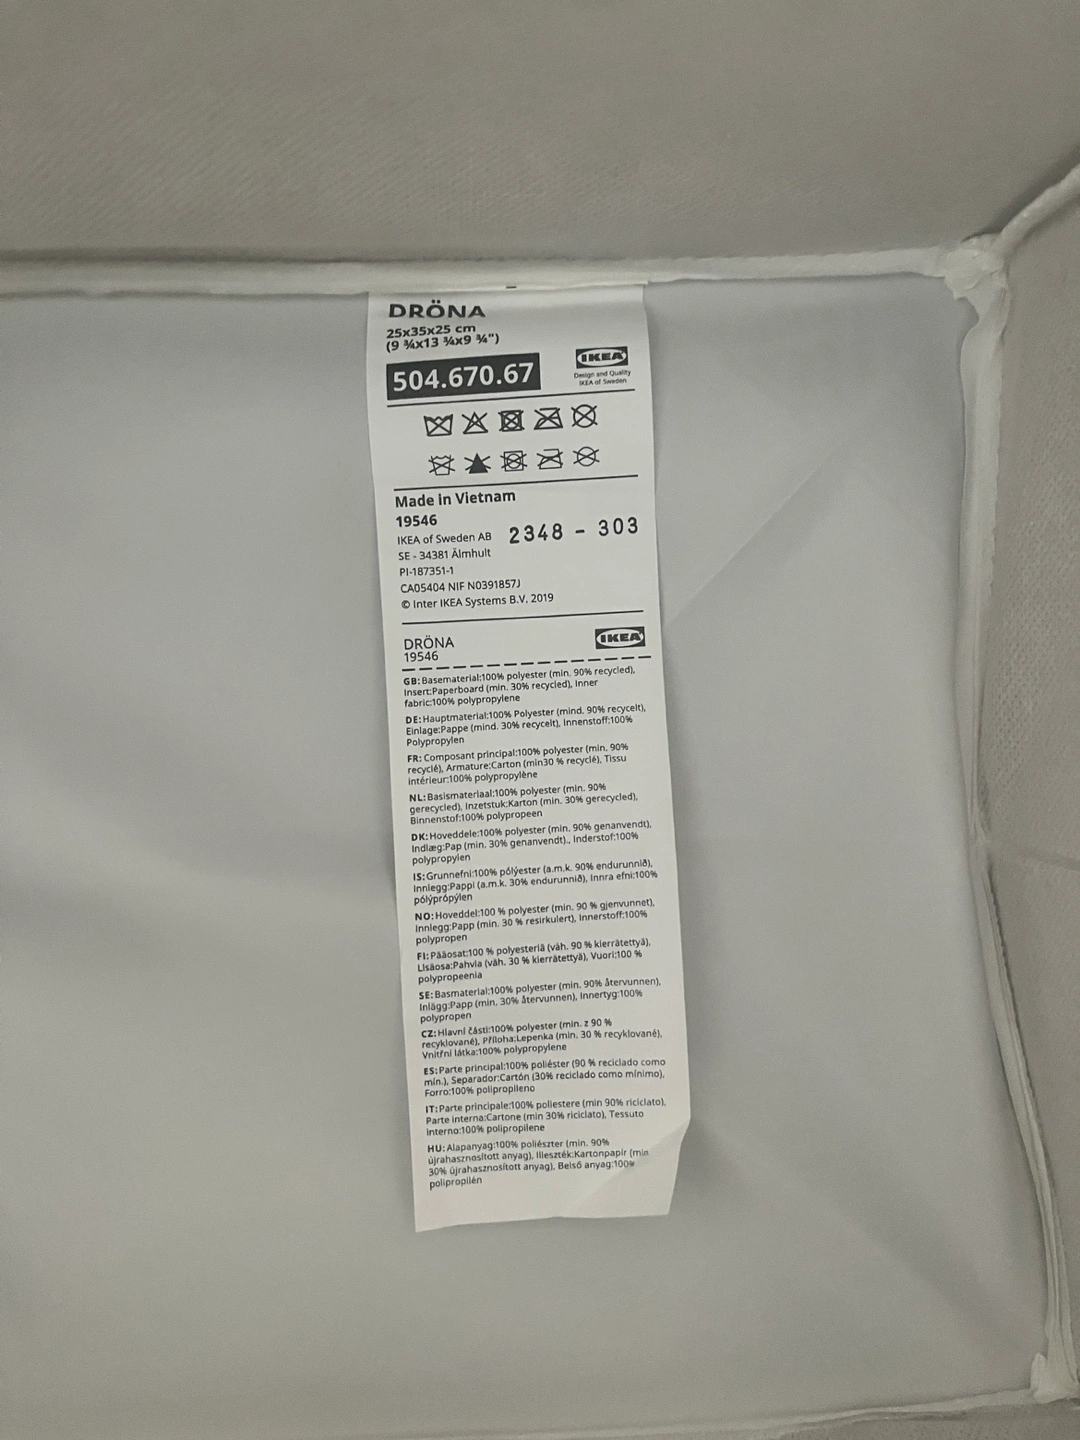 DRÖNA
25x35x25 cm
(9 ¾x13 ¾x9 ¾")
504.670.67
IKEA
Design and Quality
IKEA of Sweden
Made in Vietnam
19546
IKEA of Sweden AB
2348 - 303
SE - 34381 Älmhult
PI-187351-1
CA05404 NIF N0391857J
© Inter IKEA Systems B.V. 2019
DRÖNA
IKEA
19546
GB:Basematerial:100% polyester (min. 90% recycled),
Insert:Paperboard (min. 30% recycled), Inner
fabric:100% polypropylene
DE:Hauptmaterial:100% Polyester (mind. 90% recycelt),
Einlage:Pappe (mind. 30% recycelt), Innenstoff:100%
Polypropylen
FR: Composant principal:100% polyester (min. 90%
recyclé), Armature:Carton (min30 % recyclé), Tissu
intérieur:100% polypropylène
NL:Basismateriaal:100% polyester (min. 90%
gerecycled), Inzetstuk:Karton (min. 30% gerecycled),
Binnenstof:100% polypropeen
DK:Hoveddele:100% polyester (min. 90% genanvendt),
Indlæg:Pap (min. 30% genanvendt)., Inderstof:100%
polypropylen
IS:Grunnefni:100% pólýester (a.m.k. 90% endurunnið),
Innlegg:Pappi (a.m.k. 30% endurunnið), Innra efni:100%
pólýprópýlen
NO:Hoveddel:100 % polyester (min. 90 % gjenvunnet),
Innlegg:Papp (min. 30 % resirkulert), Innerstoff:100%
polypropen
FI:Pääosat:100 % polyesteriä (väh. 90 % kierrätettyä),
Lisäosa:Pahvia (väh. 30 % kierrätettyä), Vuori:100 %
polypropeenia
SE:Basmaterial:100% polyester (min. 90% återvunnen),
Inlägg:Papp (min. 30% återvunnen), Innertyg:100%
polypropen
CZ:Hlavní části:100% polyester (min. z 90 %
recyklované), Příloha:Lepenka (min. 30 % recyklované),
Vnitřní látka:100% polypropylene
ES:Parte principal:100% poliéster (90 % reciclado como
mín.), Separador:Cartón (30% reciclado como mínimo),
Forro:100% polipropileno
IT:Parte principale:100% poliestere (min 90% riciclato),
Parte interna:Cartone (min 30% riciclato), Tessuto
interno:100% polipropilene
HU:Alapanyag:100% poliészter (min. 90%
újrahasznosított anyag), Illeszték:Kartonpapír (min
30% újrahasznosított anyag), Belső anyag:100%
polipropilén